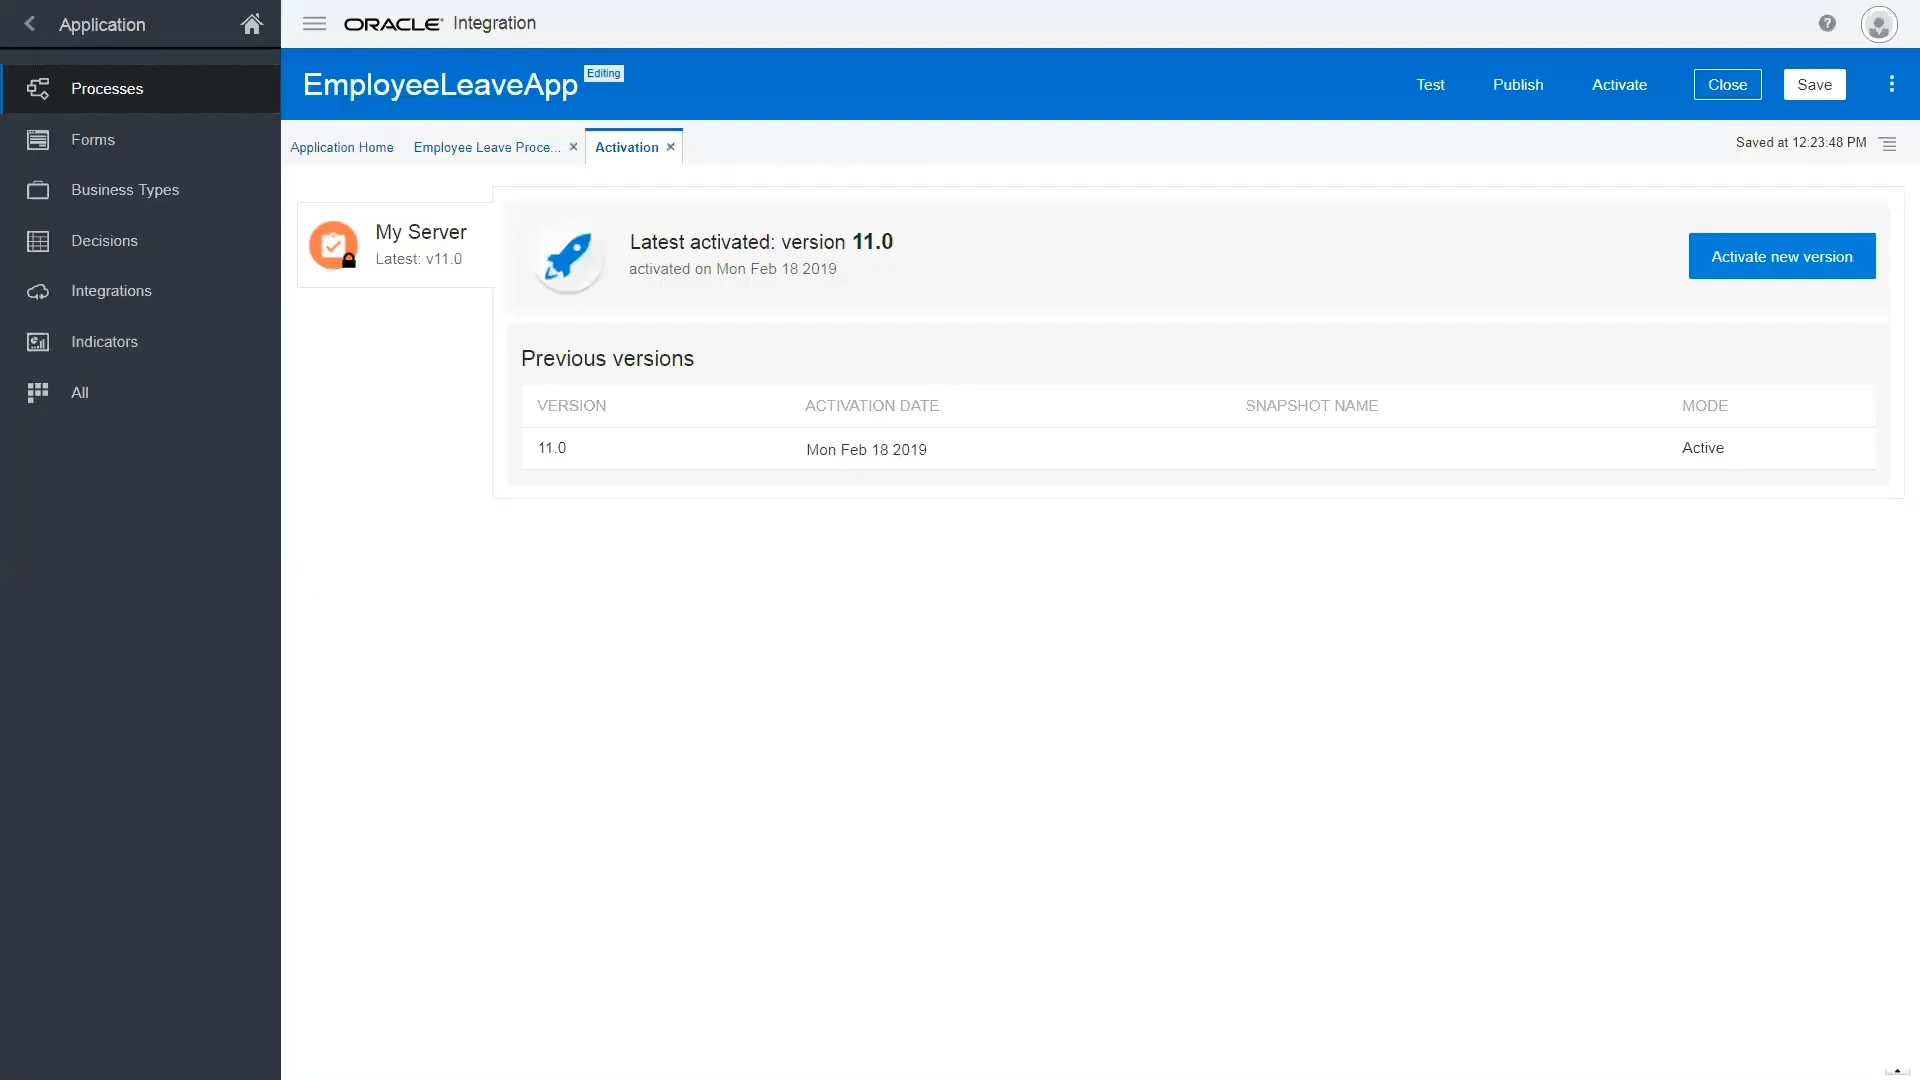 Application
ORACLE Integration
Processes
Forms
Business Types
Decisions
Integrations
Indicators
All
EmployeeLeaveApp Editing
Test Publish Activate Close Save
Application Home Employee Leave Proce... × Activation ×
Saved at 12:23:48 PM
My Server
Latest: v11.0
Latest activated: version 11.0
activated on Mon Feb 18 2019
Activate new version
Previous versions
VERSION ACTIVATION DATE SNAPSHOT NAME MODE
11.0 Mon Feb 18 2019 Active